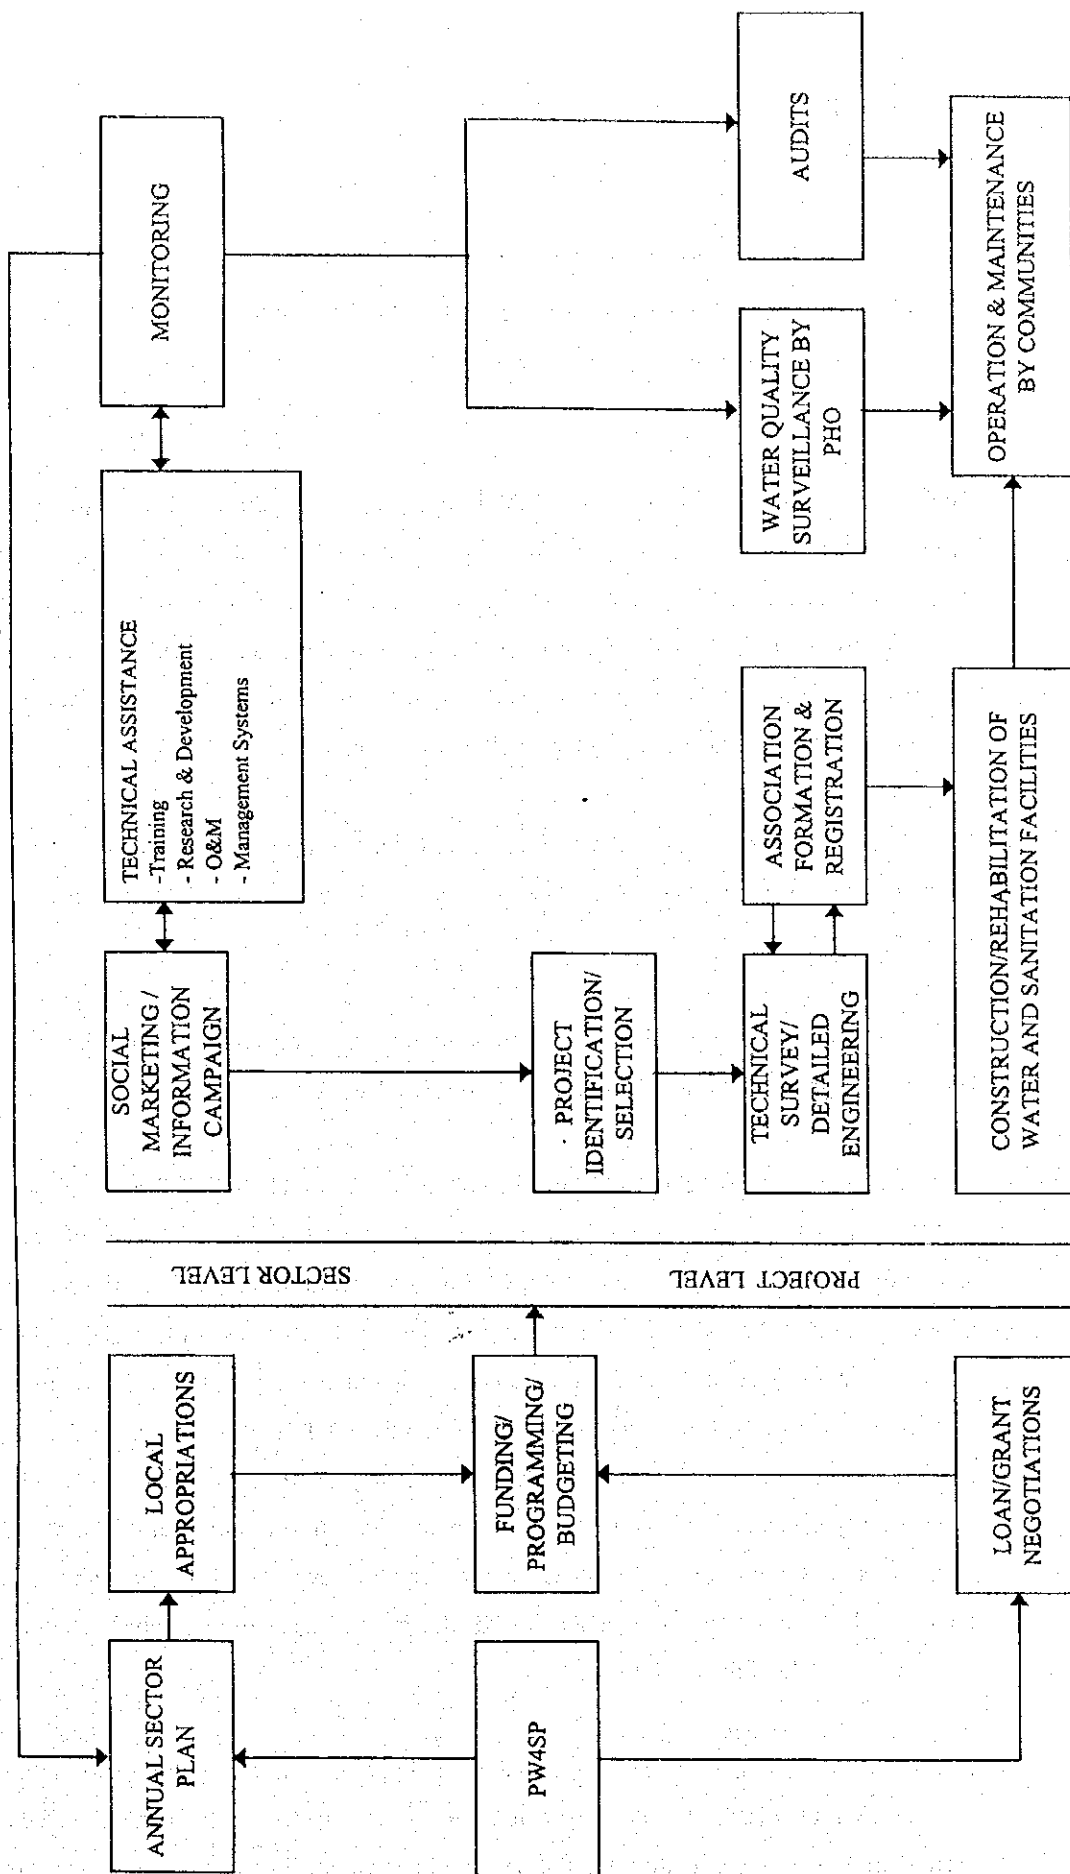 ANNUAL SECTOR
PLAN
LOCAL
APPROPRIATIONS
PW4SP
FUNDING/
PROGRAMMING/
BUDGETING
LOAN/GRANT
NEGOTIATIONS
SECTOR LEVEL
PROJECT LEVEL
SOCIAL
MARKETING /
INFORMATION
CAMPAIGN
TECHNICAL ASSISTANCE
-Training
- Research & Development
- O&M
- Management Systems
MONITORING
PROJECT
IDENTIFICATION/
SELECTION
TECHNICAL
SURVEY/
DETAILED
ENGINEERING
ASSOCIATION
FORMATION &
REGISTRATION
WATER QUALITY
SURVEILLANCE BY
PHO
AUDITS
CONSTRUCTION/REHABILITATION OF
WATER AND SANITATION FACILITIES
OPERATION & MAINTENANCE
BY COMMUNITIES